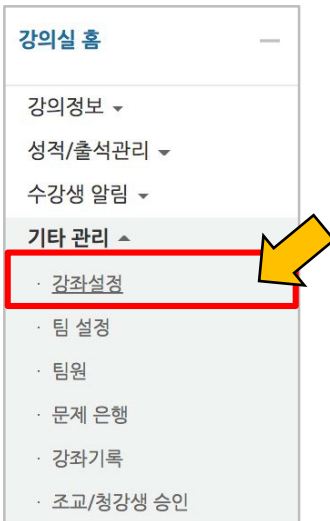 강의실 홈
강의정보
성적/출석관리
수강생 알림
기타 관리
· 강좌설정
· 팀 설정
· 팀원
· 문제 은행
· 강좌기록
· 조교/청강생 승인